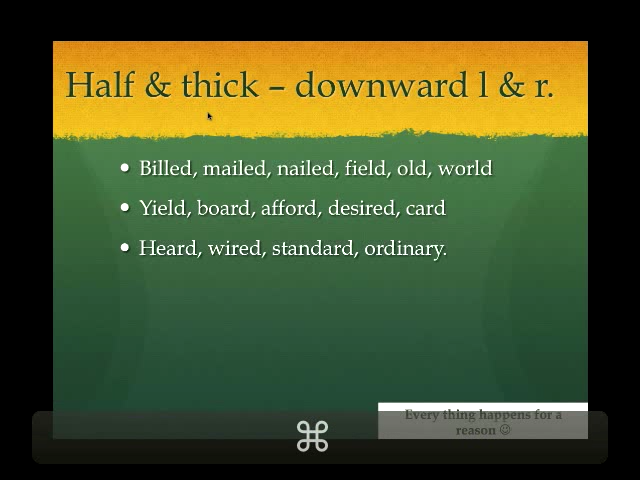 Half & thick – downward l & r.
• Billed, mailed, nailed, field, old, world
• Yield, board, afford, desired, card
• Heard, wired, standard, ordinary.
Every thing happens for a
reason ☺
⌘